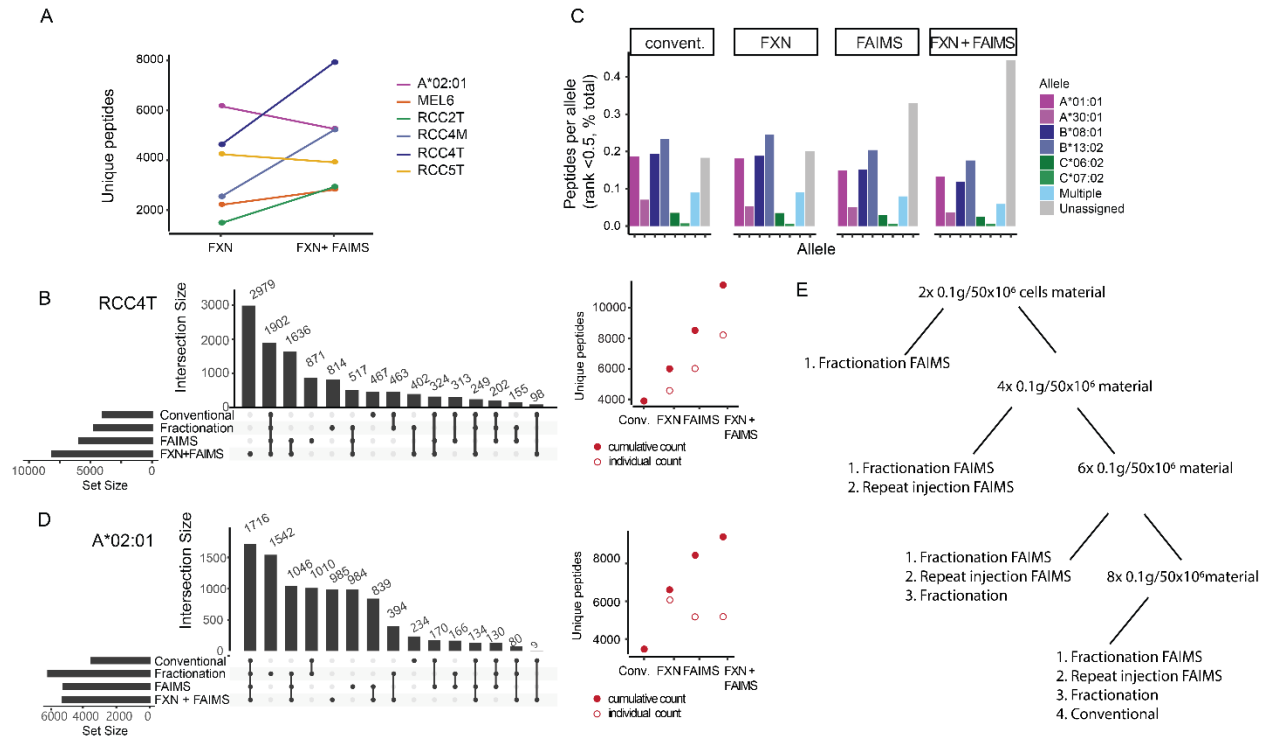 A
Unique peptides
8000
6000
4000
2000
FXN
FXN+ FAIMS
A*02:01
MEL6
RCC2T
RCC4M
RCC4T
RCC5T
C
convent.
FXN
FAIMS
FXN + FAIMS
Peptides per allele
(rank <0.5, % total)
0.4
0.3
0.2
0.1
0.0
Allele
Allele
A*01:01
A*30:01
B*08:01
B*13:02
C*06:02
C*07:02
Multiple
Unassigned
B
RCC4T
Intersection Size
3000
2000
1000
0
2979
1902
1636
871
814
517
467
463
402
324
313
249
202
155
98
Conventional
Fractionation
FAIMS
FXN+FAIMS
10000
5000
0
Set Size
Unique peptides
10000
8000
6000
4000
Conv.
FXN
FAIMS
FXN +
FAIMS
cumulative count
individual count
D
A*02:01
Intersection Size
1500
1000
500
0
1716
1542
1046
1010
985
984
839
394
234
170
166
134
130
80
9
Conventional
Fractionation
FAIMS
FXN + FAIMS
6000
4000
2000
0
Set Size
Unique peptides
8000
6000
4000
Conv.
FXN
FAIMS
FXN +
FAIMS
cumulative count
individual count
E
2x 0.1g/50x10⁶ cells material
1. Fractionation FAIMS
4x 0.1g/50x10⁶ material
1. Fractionation FAIMS
2. Repeat injection FAIMS
6x 0.1g/50x10⁶ material
1. Fractionation FAIMS
2. Repeat injection FAIMS
3. Fractionation
8x 0.1g/50x10⁶material
1. Fractionation FAIMS
2. Repeat injection FAIMS
3. Fractionation
4. Conventional